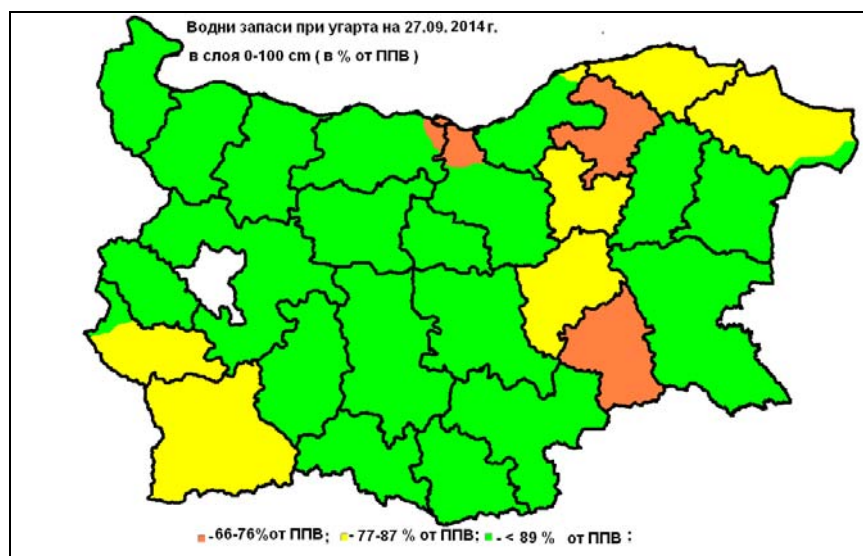 Водни запаси при угарта на 27.09. 2014 г.
в слоя 0-100 cm ( в % от ППВ )
-66-76%от ППВ; - 77-87 % от ППВ; - < 89 % от ППВ :